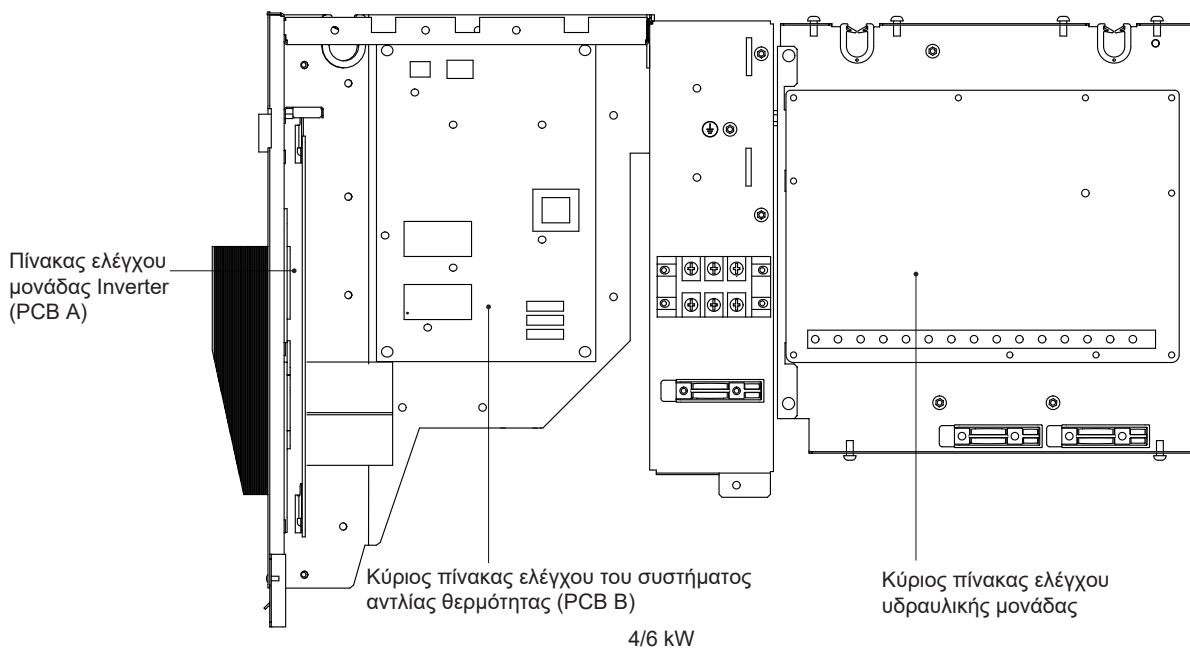 Πίνακας ελέγχου
μονάδας Inverter
(PCB A)
Κύριος πίνακας ελέγχου του συστήματος
αντλίας θερμότητας (PCB B)
Κύριος πίνακας ελέγχου
υδραυλικής μονάδας
4/6 kW